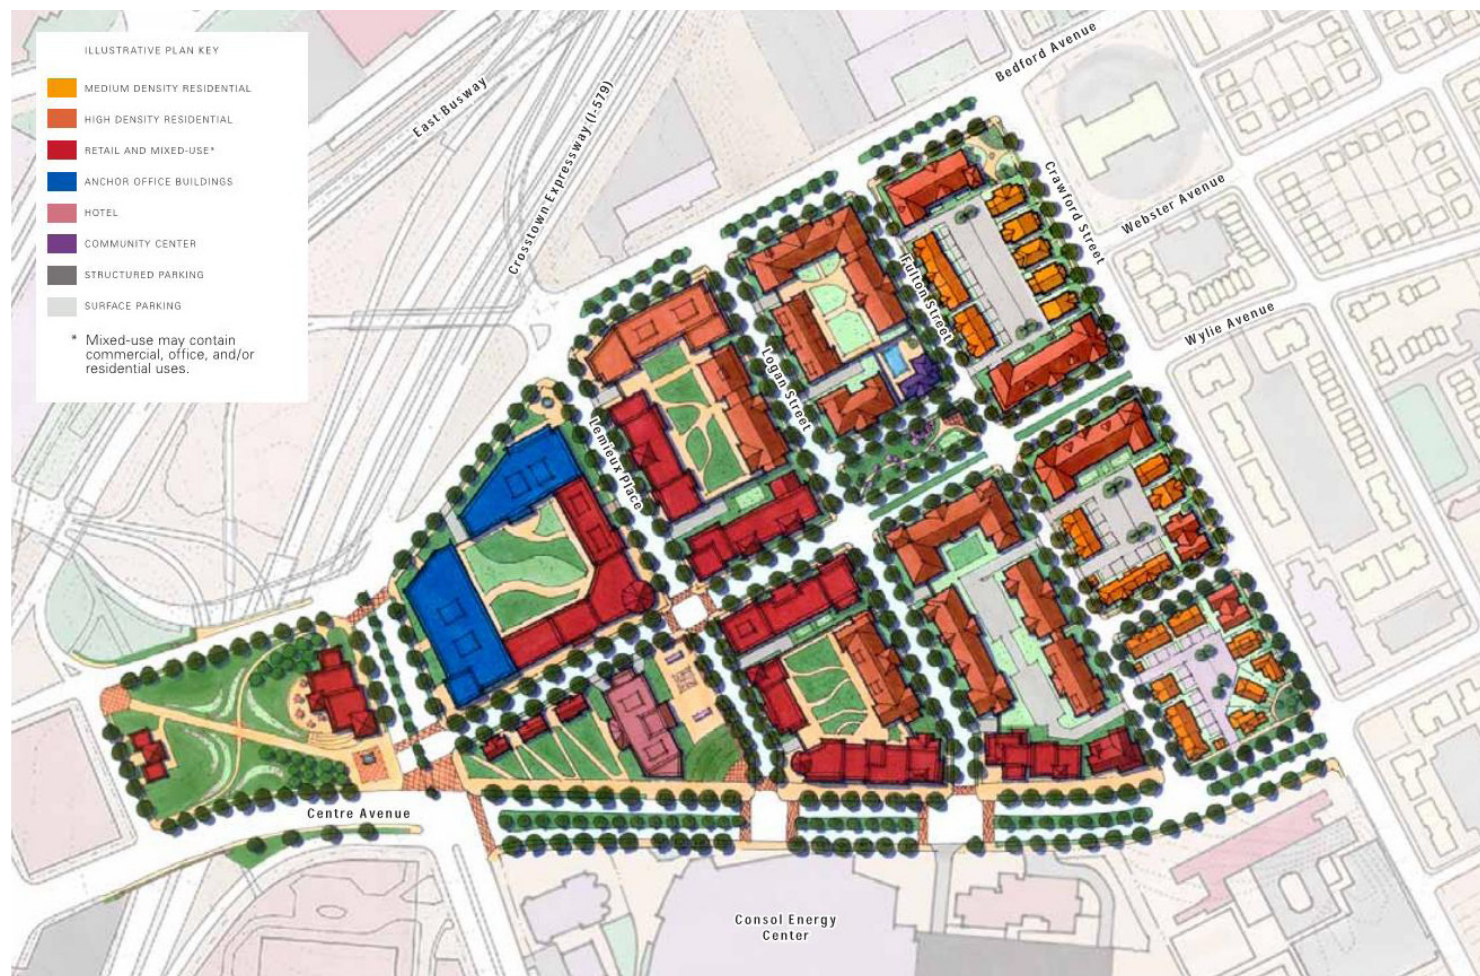 ILLUSTRATIVE PLAN KEY
MEDIUM DENSITY RESIDENTIAL
HIGH DENSITY RESIDENTIAL
RETAIL AND MIXED-USE*
ANCHOR OFFICE BUILDINGS
HOTEL
COMMUNITY CENTER
STRUCTURED PARKING
SURFACE PARKING
* Mixed-use may contain
commercial, office, and/or
residential uses.
East Busway
Crosstown Expressway (I-579)
Bedford Avenue
Crawford Street
Webster Avenue
Wylie Avenue
Fulton Street
Logan Street
Lemieux Place
Centre Avenue
Consol Energy
Center